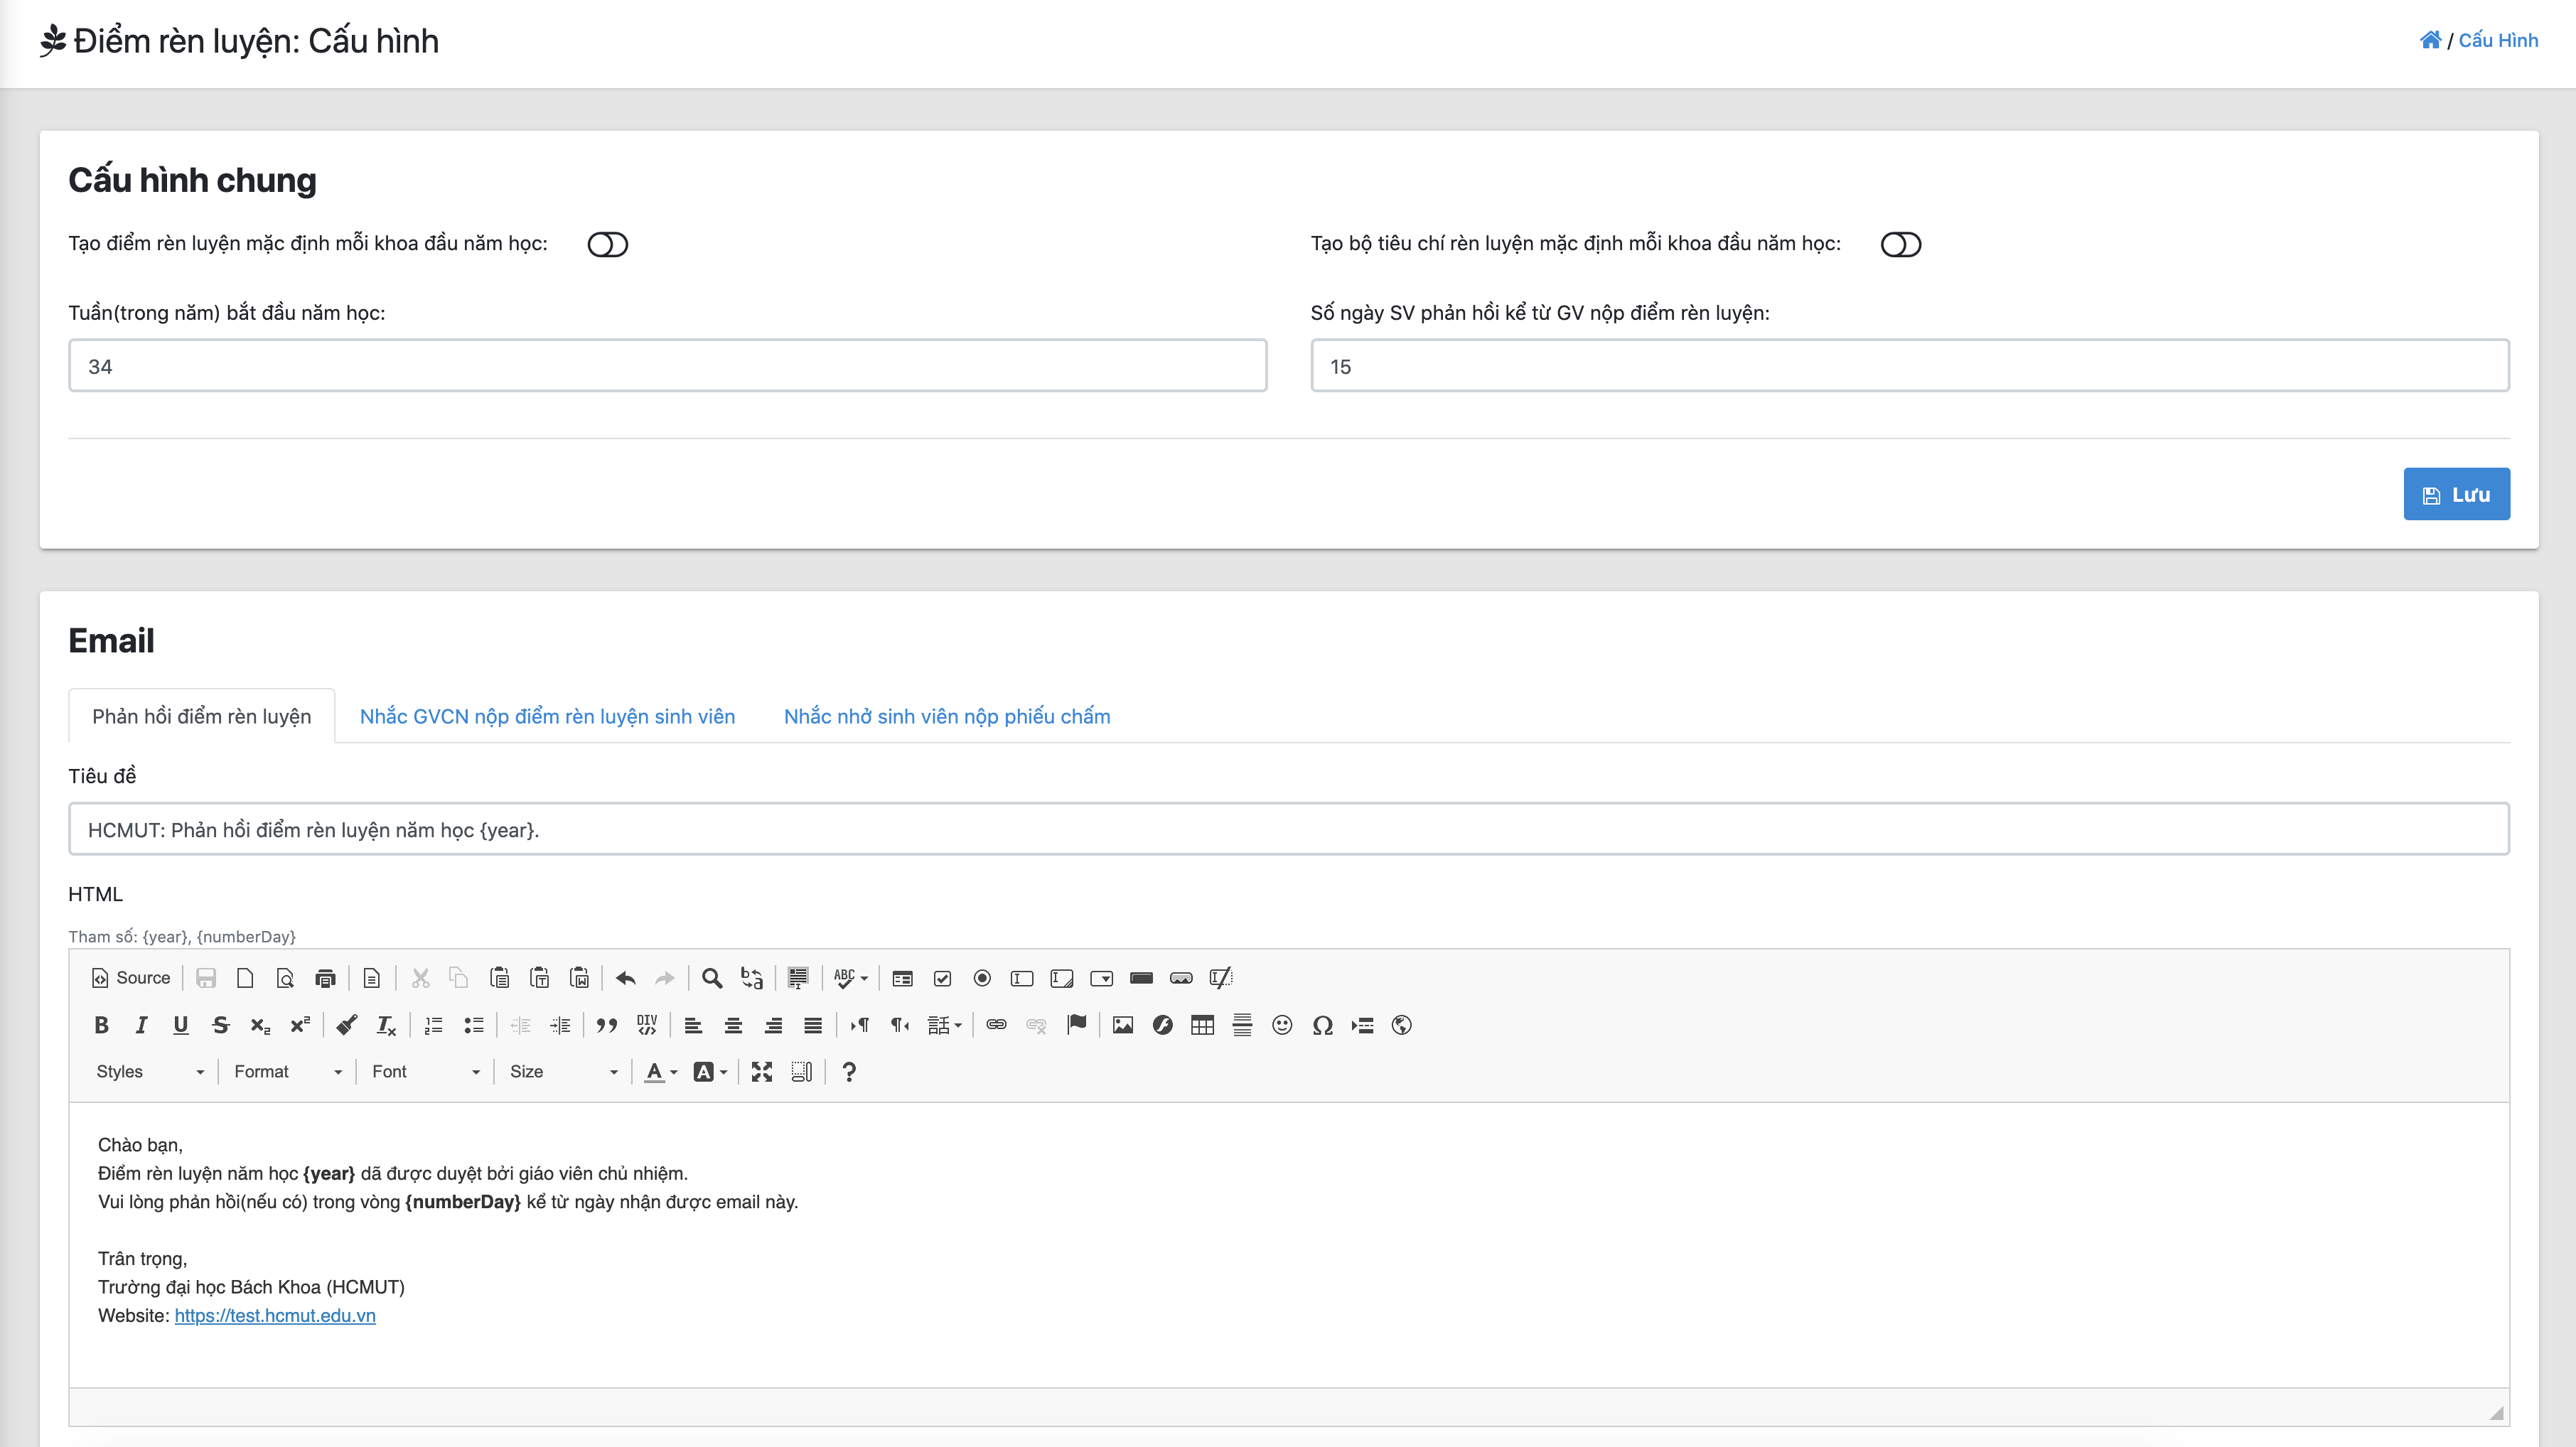 Điểm rèn luyện: Cấu hình
/ Cấu Hình
Cấu hình chung
Tạo điểm rèn luyện mặc định mỗi khoa đầu năm học:
Tạo bộ tiêu chí rèn luyện mặc định mỗi khoa đầu năm học:
Tuần(trong năm) bắt đầu năm học:
Số ngày SV phản hồi kể từ GV nộp điểm rèn luyện:
34
15
Lưu
Email
Phản hồi điểm rèn luyện
Nhắc GVCN nộp điểm rèn luyện sinh viên
Nhắc nhở sinh viên nộp phiếu chấm
Tiêu đề
HCMUT: Phản hồi điểm rèn luyện năm học {year}.
HTML
Tham số: {year}, {numberDay}
Source
Styles
Format
Font
Size
Chào bạn,
Điểm rèn luyện năm học {year} dã được duyệt bởi giáo viên chủ nhiệm.
Vui lòng phản hồi(nếu có) trong vòng {numberDay} kể từ ngày nhận được email này.
Trân trọng,
Trường đại học Bách Khoa (HCMUT)
Website: https://test.hcmut.edu.vn